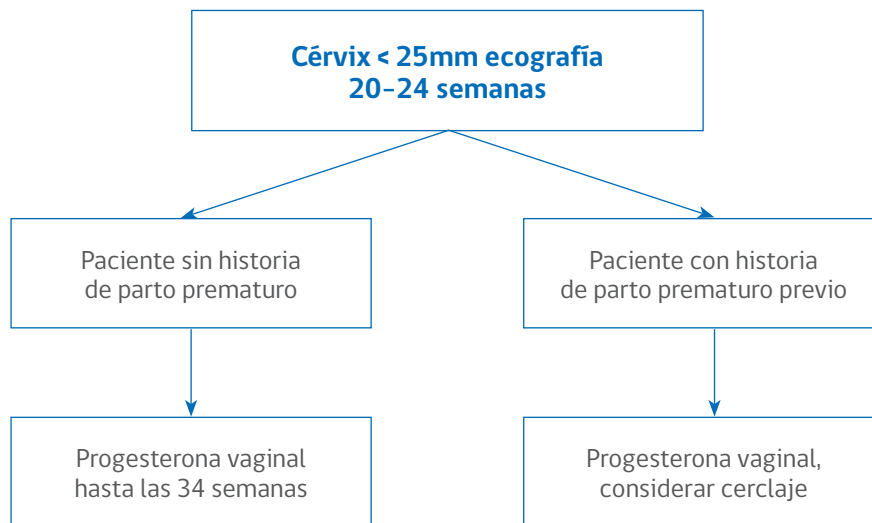 Cérvix < 25mm ecografía
20-24 semanas
Paciente sin historia
de parto prematuro
Paciente con historia
de parto prematuro previo
Progesterona vaginal
hasta las 34 semanas
Progesterona vaginal,
considerar cerclaje